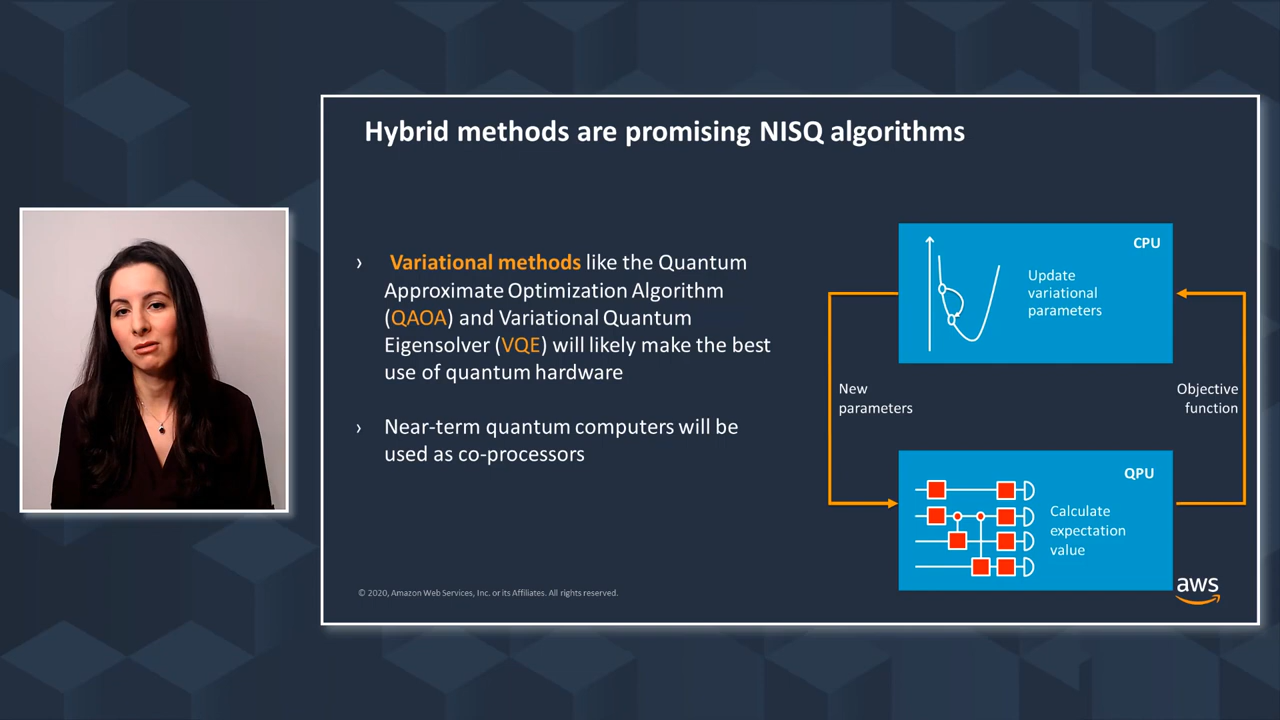 Hybrid methods are promising NISQ algorithms
› Variational methods like the Quantum
Approximate Optimization Algorithm
(QAOA) and Variational Quantum
Eigensolver (VQE) will likely make the best
use of quantum hardware
› Near-term quantum computers will be
used as co-processors
CPU
Update
variational
parameters
New
parameters
Objective
function
QPU
Calculate
expectation
value
© 2020, Amazon Web Services, Inc. or its Affiliates. All rights reserved.
aws